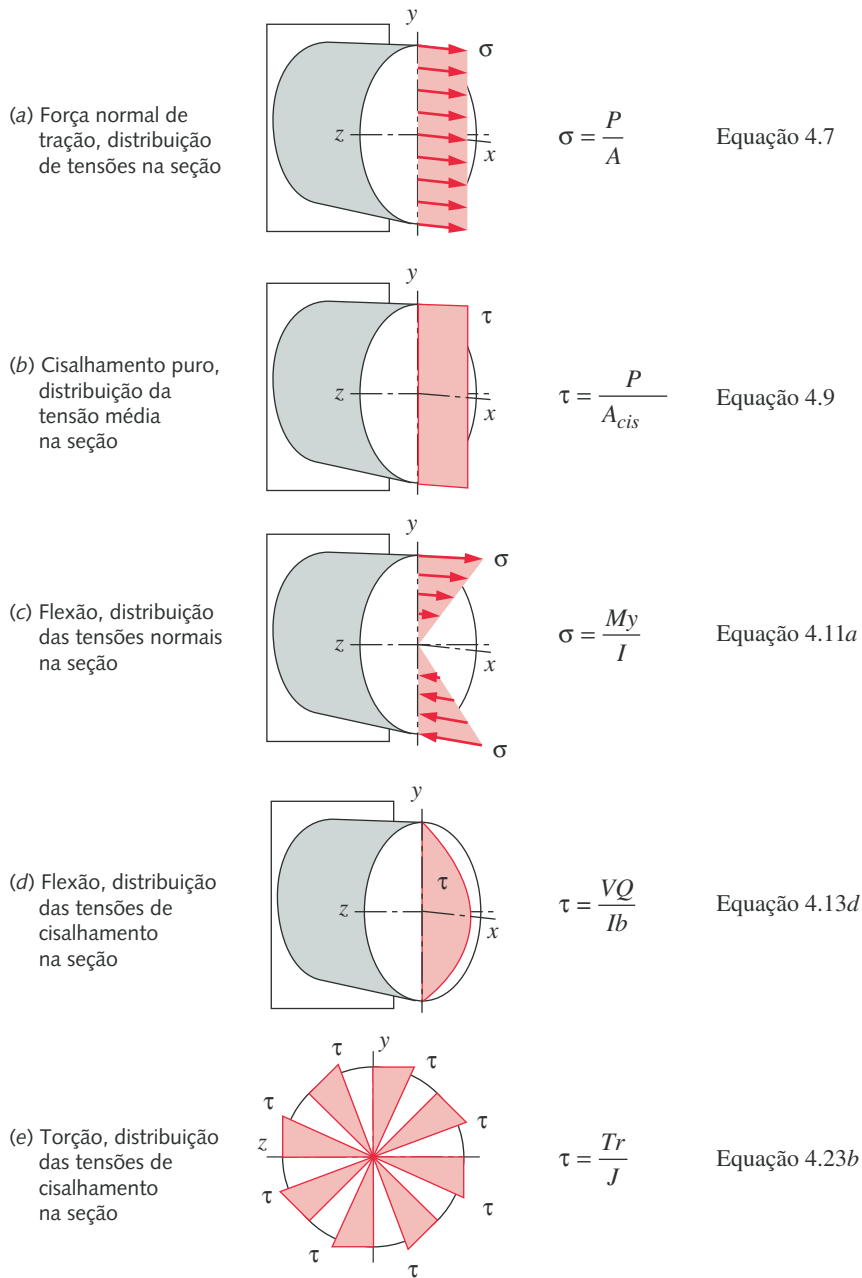 y
σ
(a) Força normal de
tração, distribuição
de tensões na seção
z
x
σ = P/A
Equação 4.7
y
τ
(b) Cisalhamento puro,
distribuição da
tensão média
na seção
z
x
τ = P/A_cis
Equação 4.9
y
σ
(c) Flexão, distribuição
das tensões normais
na seção
z
x
σ
σ = My/I
Equação 4.11a
y
(d) Flexão, distribuição
das tensões de
cisalhamento
na seção
τ
z
x
τ = VQ/Ib
Equação 4.13d
τ
y
τ
τ
τ
(e) Torção, distribuição
das tensões de
cisalhamento
na seção
z
τ
τ
τ
τ
τ = Tr/J
Equação 4.23b